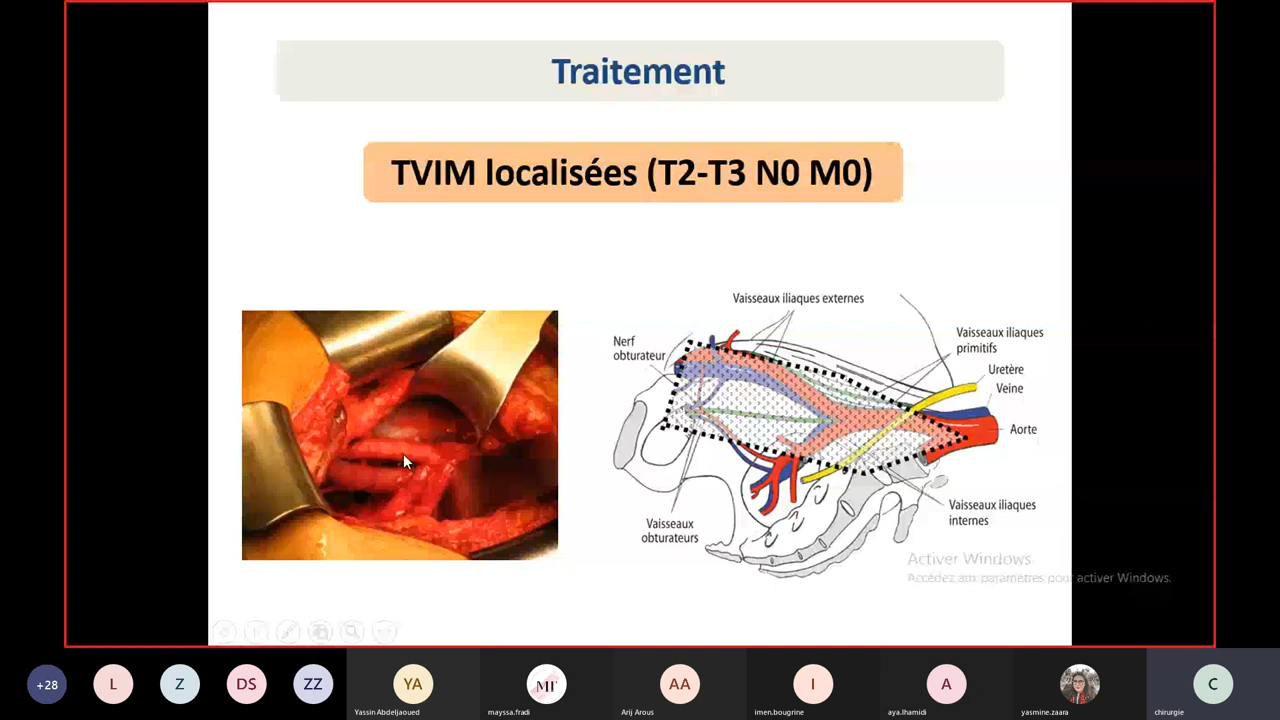 Traitement
TVIM localisées (T2-T3 N0 M0)
Vaisseaux iliaques externes
Nerf
obturateur
Vaisseaux iliaques
primitifs
Uretère
Veine
Aorte
Vaisseaux iliaques
internes
Vaisseaux
obturateurs
Activer Windows
Accédez aux paramètres pour activer Windows.
+28
L
Z
DS
ZZ
YA
MF
AA
I
A
C
Yassin Abdeljaoued
mayssa.fradi
Arij Arous
imen.bougrine
aya.lhamidi
yasmine.zaara
chirurgie